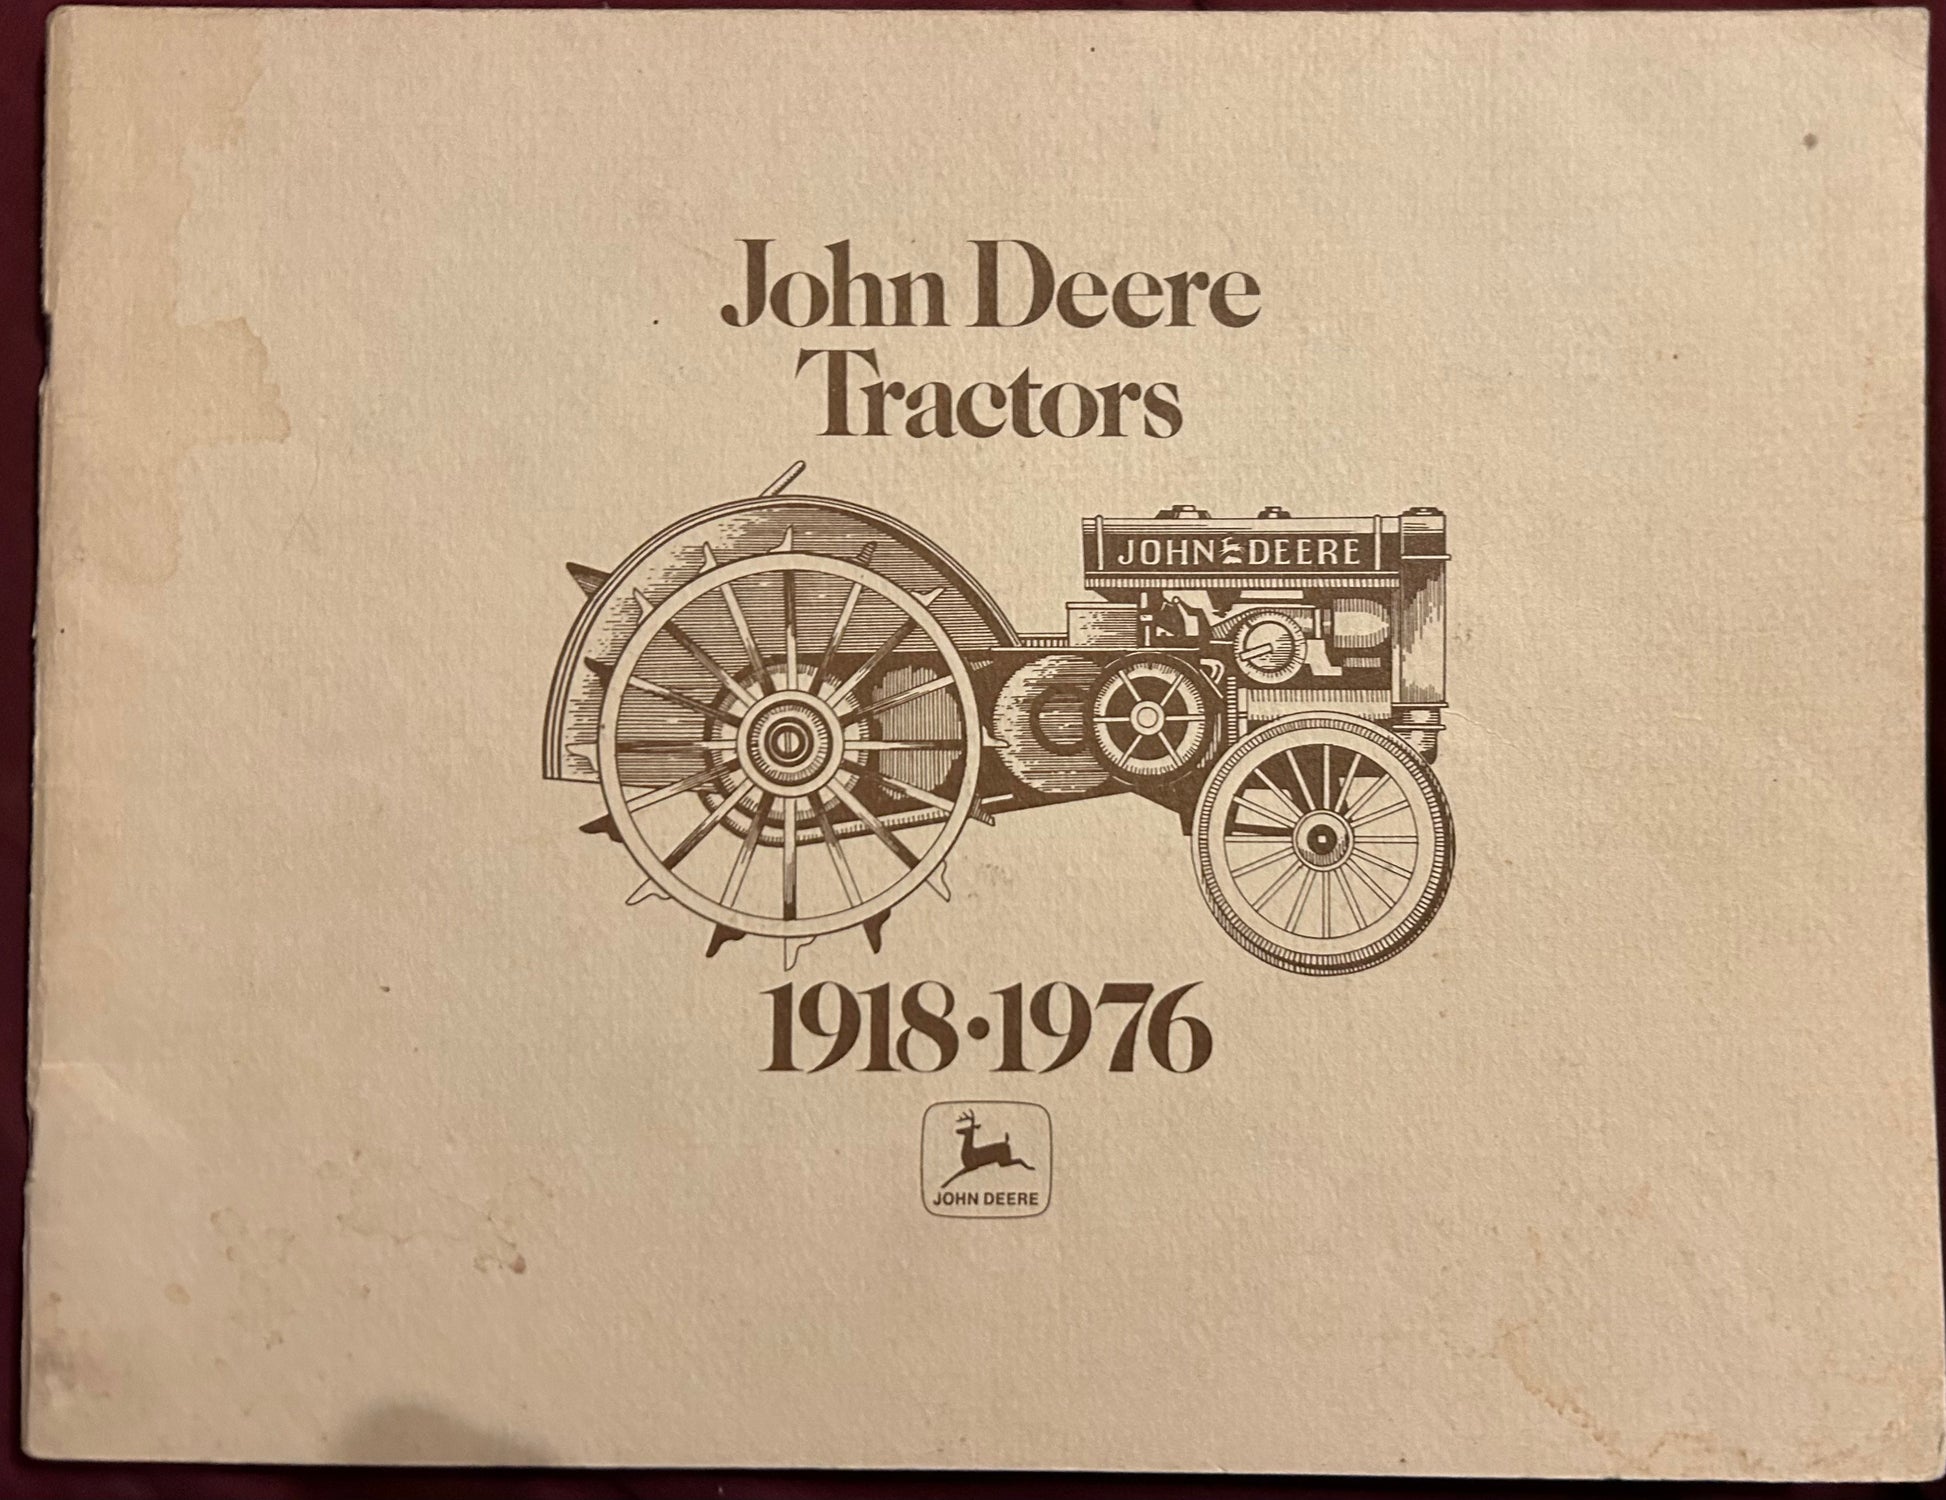 John Deere
Tractors
JOHN DEERE
1918·1976
JOHN DEERE